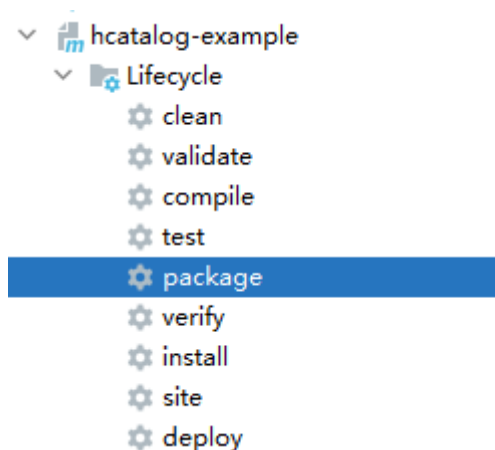 hcatalog-example
Lifecycle
clean
validate
compile
test
package
verify
install
site
deploy